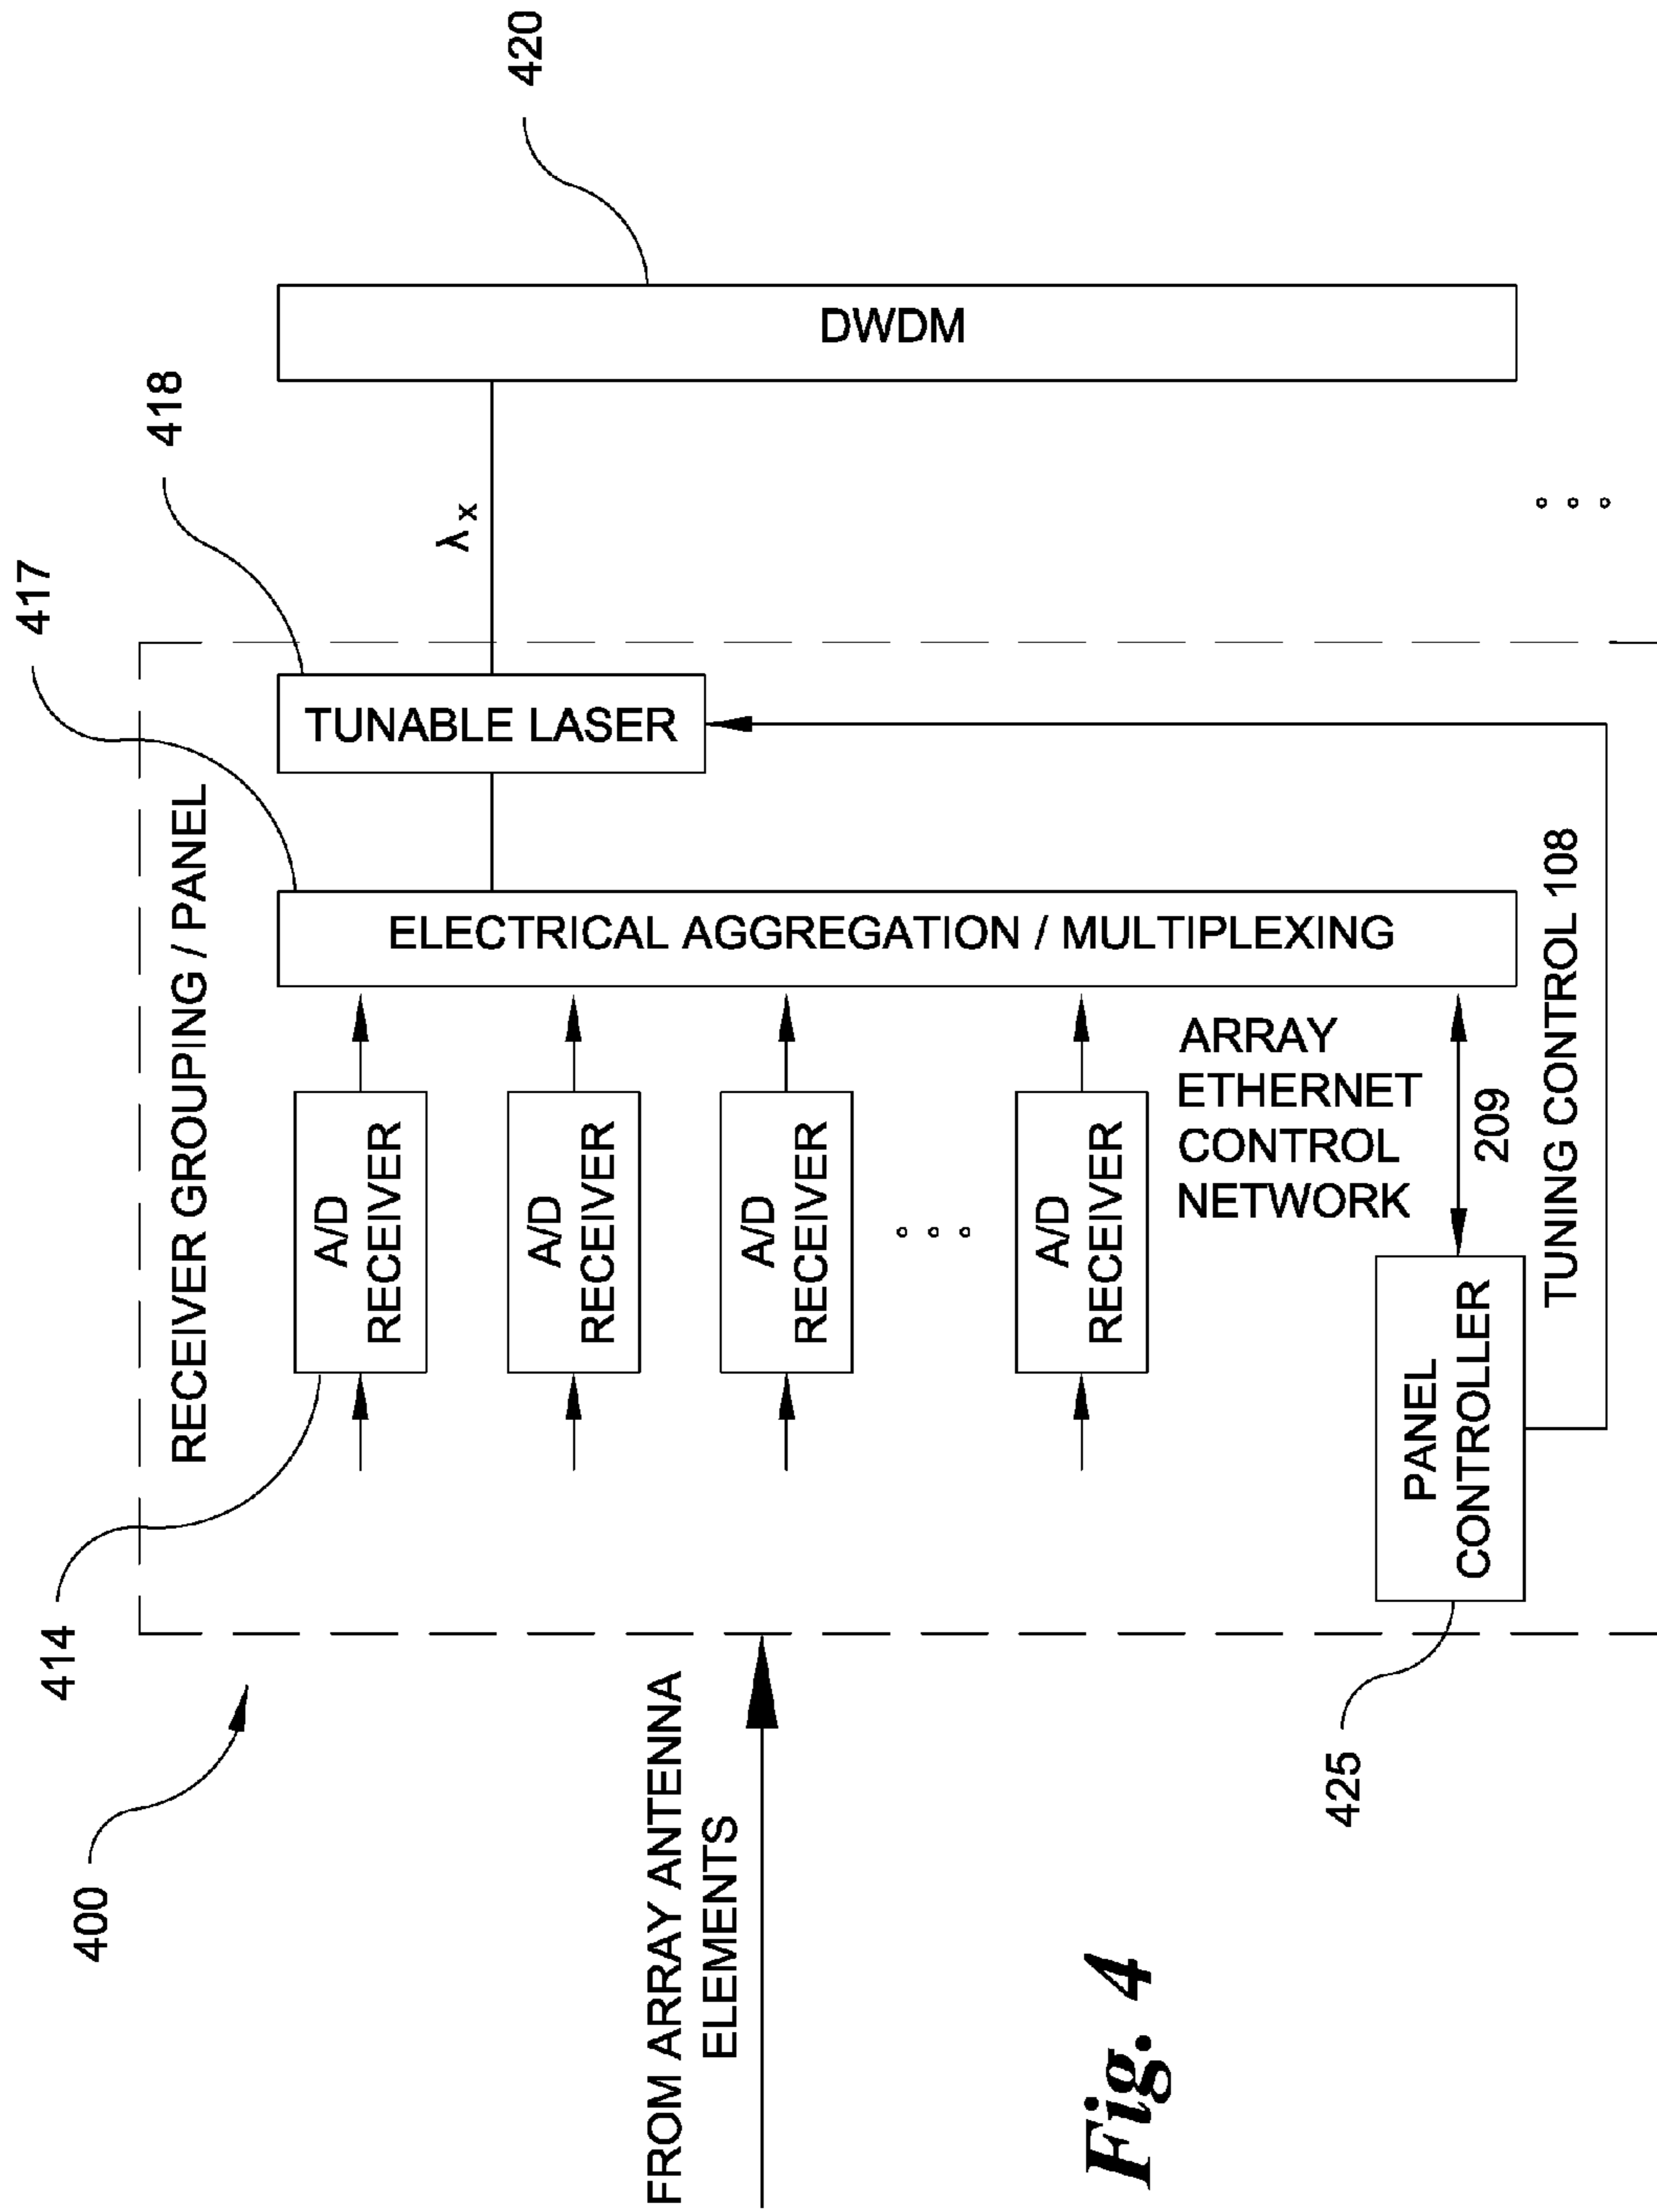 400
414
417
418
420
RECEIVER GROUPING / PANEL
FROM ARRAY ANTENNA
ELEMENTS
A/D
RECEIVER
A/D
RECEIVER
A/D
RECEIVER
A/D
RECEIVER
ELECTRICAL AGGREGATION / MULTIPLEXING
TUNABLE LASER
λx
DWDM
ARRAY
ETHERNET
CONTROL
NETWORK
209
PANEL
CONTROLLER
425
TUNING CONTROL 108
Fig. 4